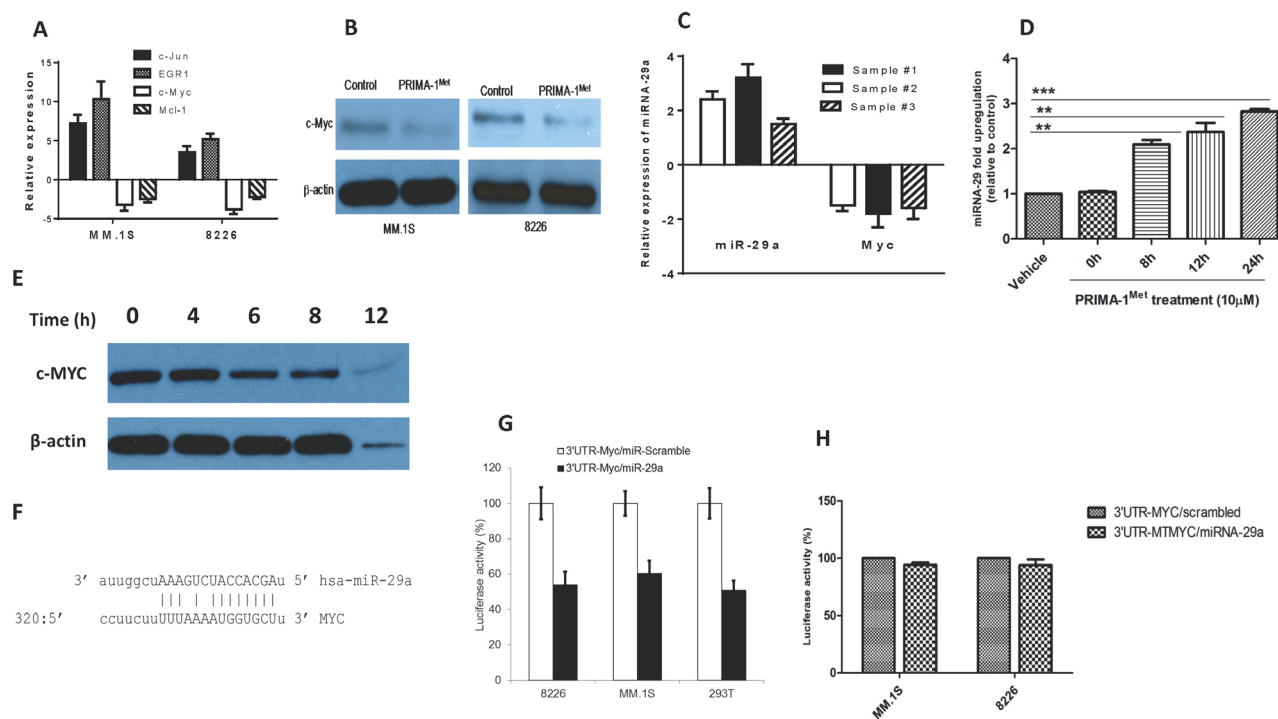 A
c-Jun
EGR1
c-Myc
Mcl-1
Relative expression
10
5
0
-5
MM.1S 8226
B
Control PRIMA-1Met Control PRIMA-1Met
c-Myc
β-actin
MM.1S 8226
C
Sample #1
Sample #2
Sample #3
Relative expression of miRNA-29a
4
2
0
-2
-4
miR-29a Myc
D
miRNA-29 fold upregulation
(relative to control)
4
3
2
1
0
***
**
**
Vehicle 0h 8h 12h 24h
PRIMA-1Met treatment (10μM)
E
Time (h) 0 4 6 8 12
c-MYC
β-actin
F
3’ auuggcuAAAGUCUACCACGAu 5’ hsa-miR-29a
||| | ||||||||
320:5’ ccuucuuUUUAAAAUGGUGCUu 3’ MYC
G
3'UTR-Myc/miR-Scramble
3'UTR-Myc/miR-29a
Luciferase activity (%)
120
100
80
60
40
20
0
8226 MM.1S 293T
H
3'UTR-MYC/scrambled
3'UTR-MTMYC/miRNA-29a
Luciferase activity (%)
150
100
50
0
MM.1S 8226